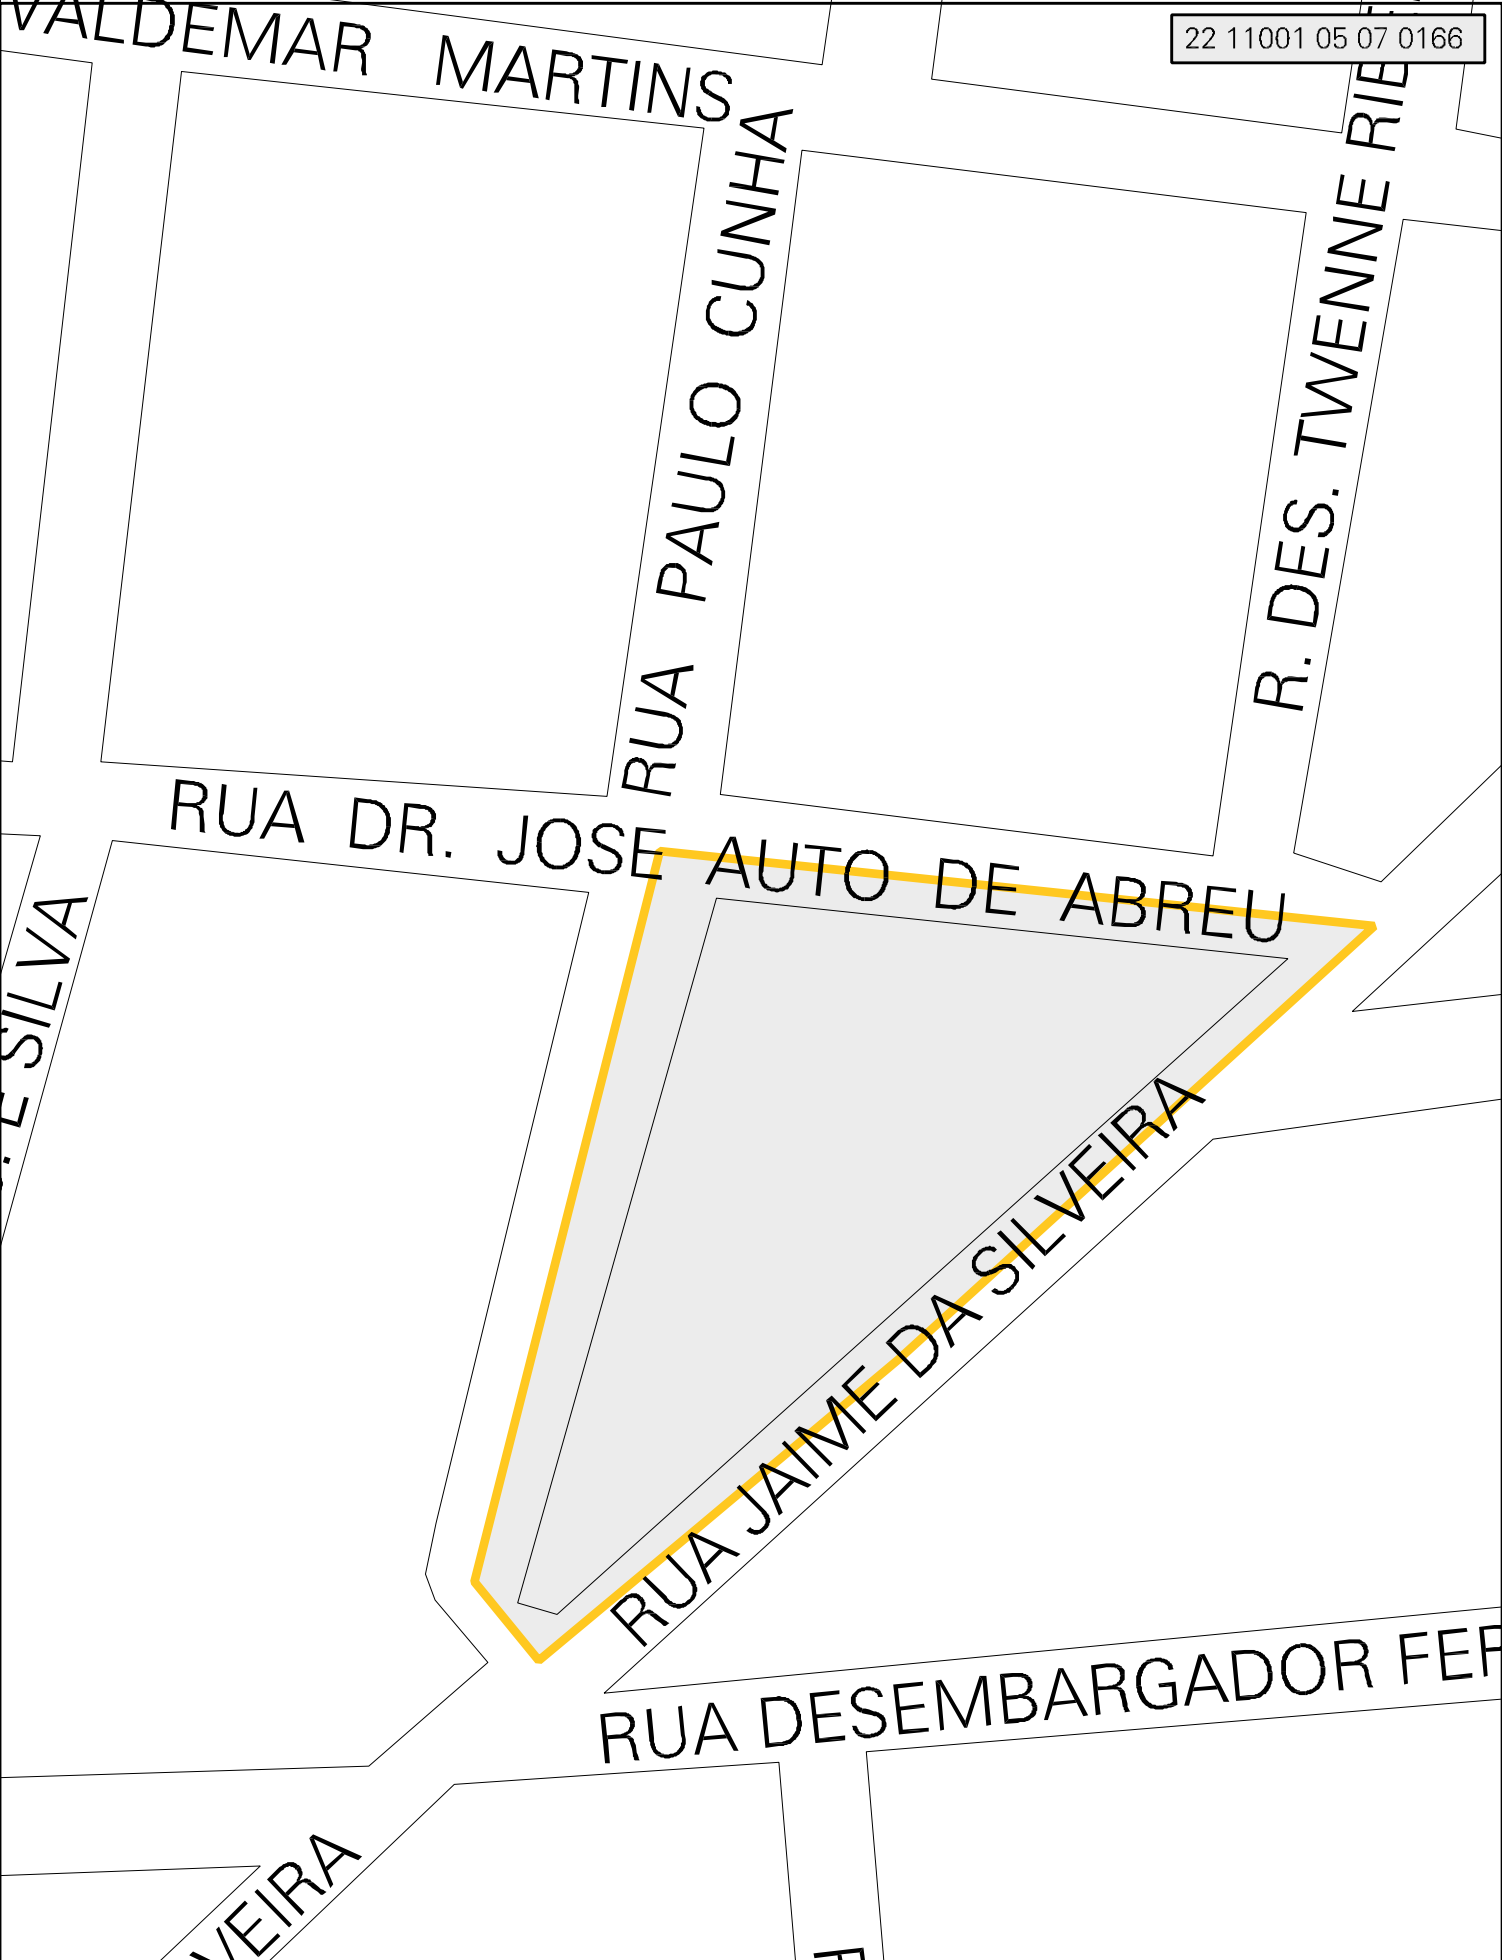 VALDEMAR MARTINS
22 11001 05 07 0166
RUA PAULO CUNHA
R. DES. TWENNE
RUA DR. JOSE AUTO DE ABREU
E SILVA
RUA JAIME DA SILVEIRA
RUA DESEMBARGADOR
VEIRA